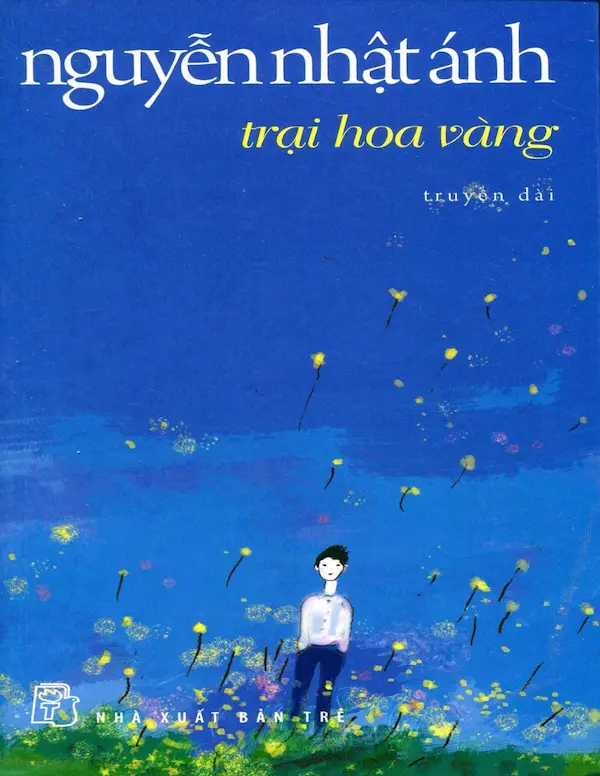 nguyễn nhật ánh
trại hoa vàng
truyện dài
NHÀ XUẤT BẢN TRẺ